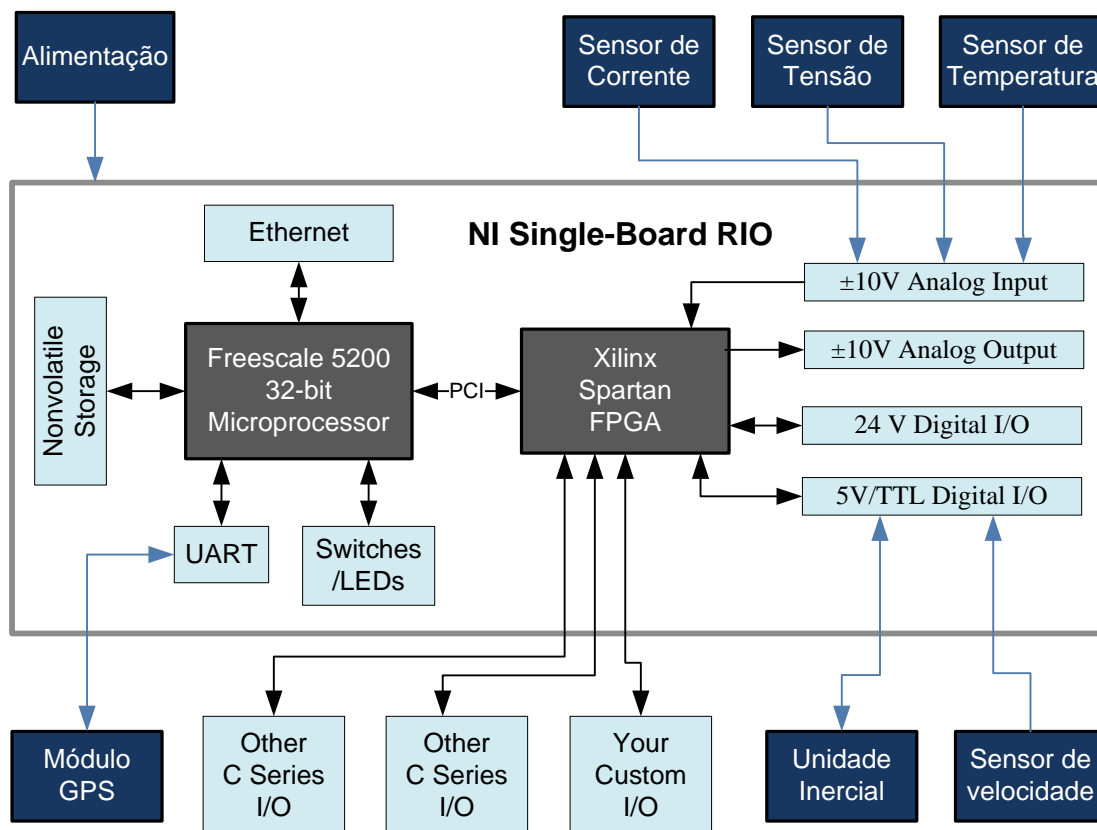 Alimentação
Sensor de
Corrente
Sensor de
Tensão
Sensor de
Temperatura
NI Single-Board RIO
Ethernet
±10V Analog Input
Nonvolatile
Storage
Freescale 5200
32-bit
Microprocessor
PCI
Xilinx
Spartan
FPGA
±10V Analog Output
24 V Digital I/O
5V/TTL Digital I/O
UART
Switches
/LEDs
Módulo
GPS
Other
C Series
I/O
Other
C Series
I/O
Your
Custom
I/O
Unidade
Inercial
Sensor de
velocidade